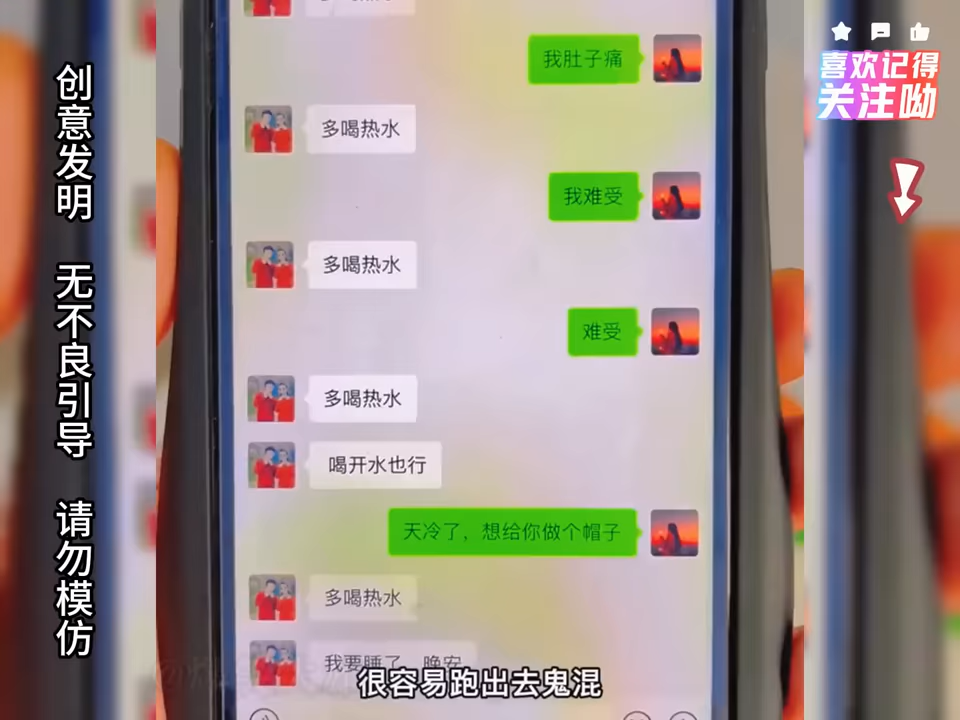 创意发明 无不良引导 请勿模仿
喜欢记得
关注呦
我肚子痛
多喝热水
我难受
多喝热水
难受
多喝热水
喝开水也行
天冷了，想给你做个帽子
多喝热水
我要睡了，晚安
很容易跑出去鬼混